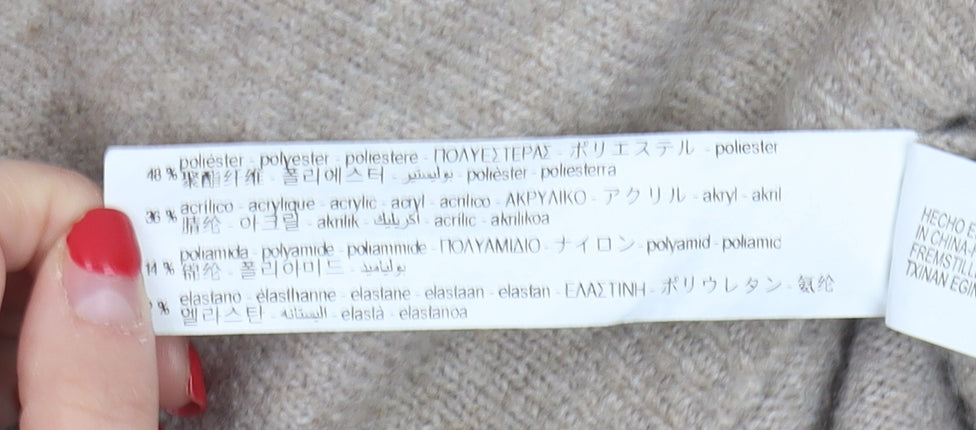 48 % poliéster - polyester - poliestere - ΠΟΛΥΕΣΤΕΡΑΣ - ポリエステル - poliester
聚酯纤维 - 폴리에스터 - بوليستير - polièster - poliesterra
36 % acrílico - acrylique - acrylic - acryl - acrilico - ΑΚΡΥΛΙΚΟ - アクリル - akryl - akril
腈纶 - 아크릴 - akrilik - أكريليك - acrílic - akrilikoa
14 % poliamida - polyamide - poliammide - ΠΟΛΥΑΜΙΔΙΟ - ナイロン - polyamid - poliamid
锦纶 - 폴리아미드 - بولياميد
% elastano - élasthanne - elastane - elastaan - elastan - ΕΛΑΣΤΙΝΗ - ポリウレタン - 氨纶
엘라스탄 - اليستانه - elastà - elastanoa
HECHO E
IN CHINA
FREMSTILL
TXINAN EGIN